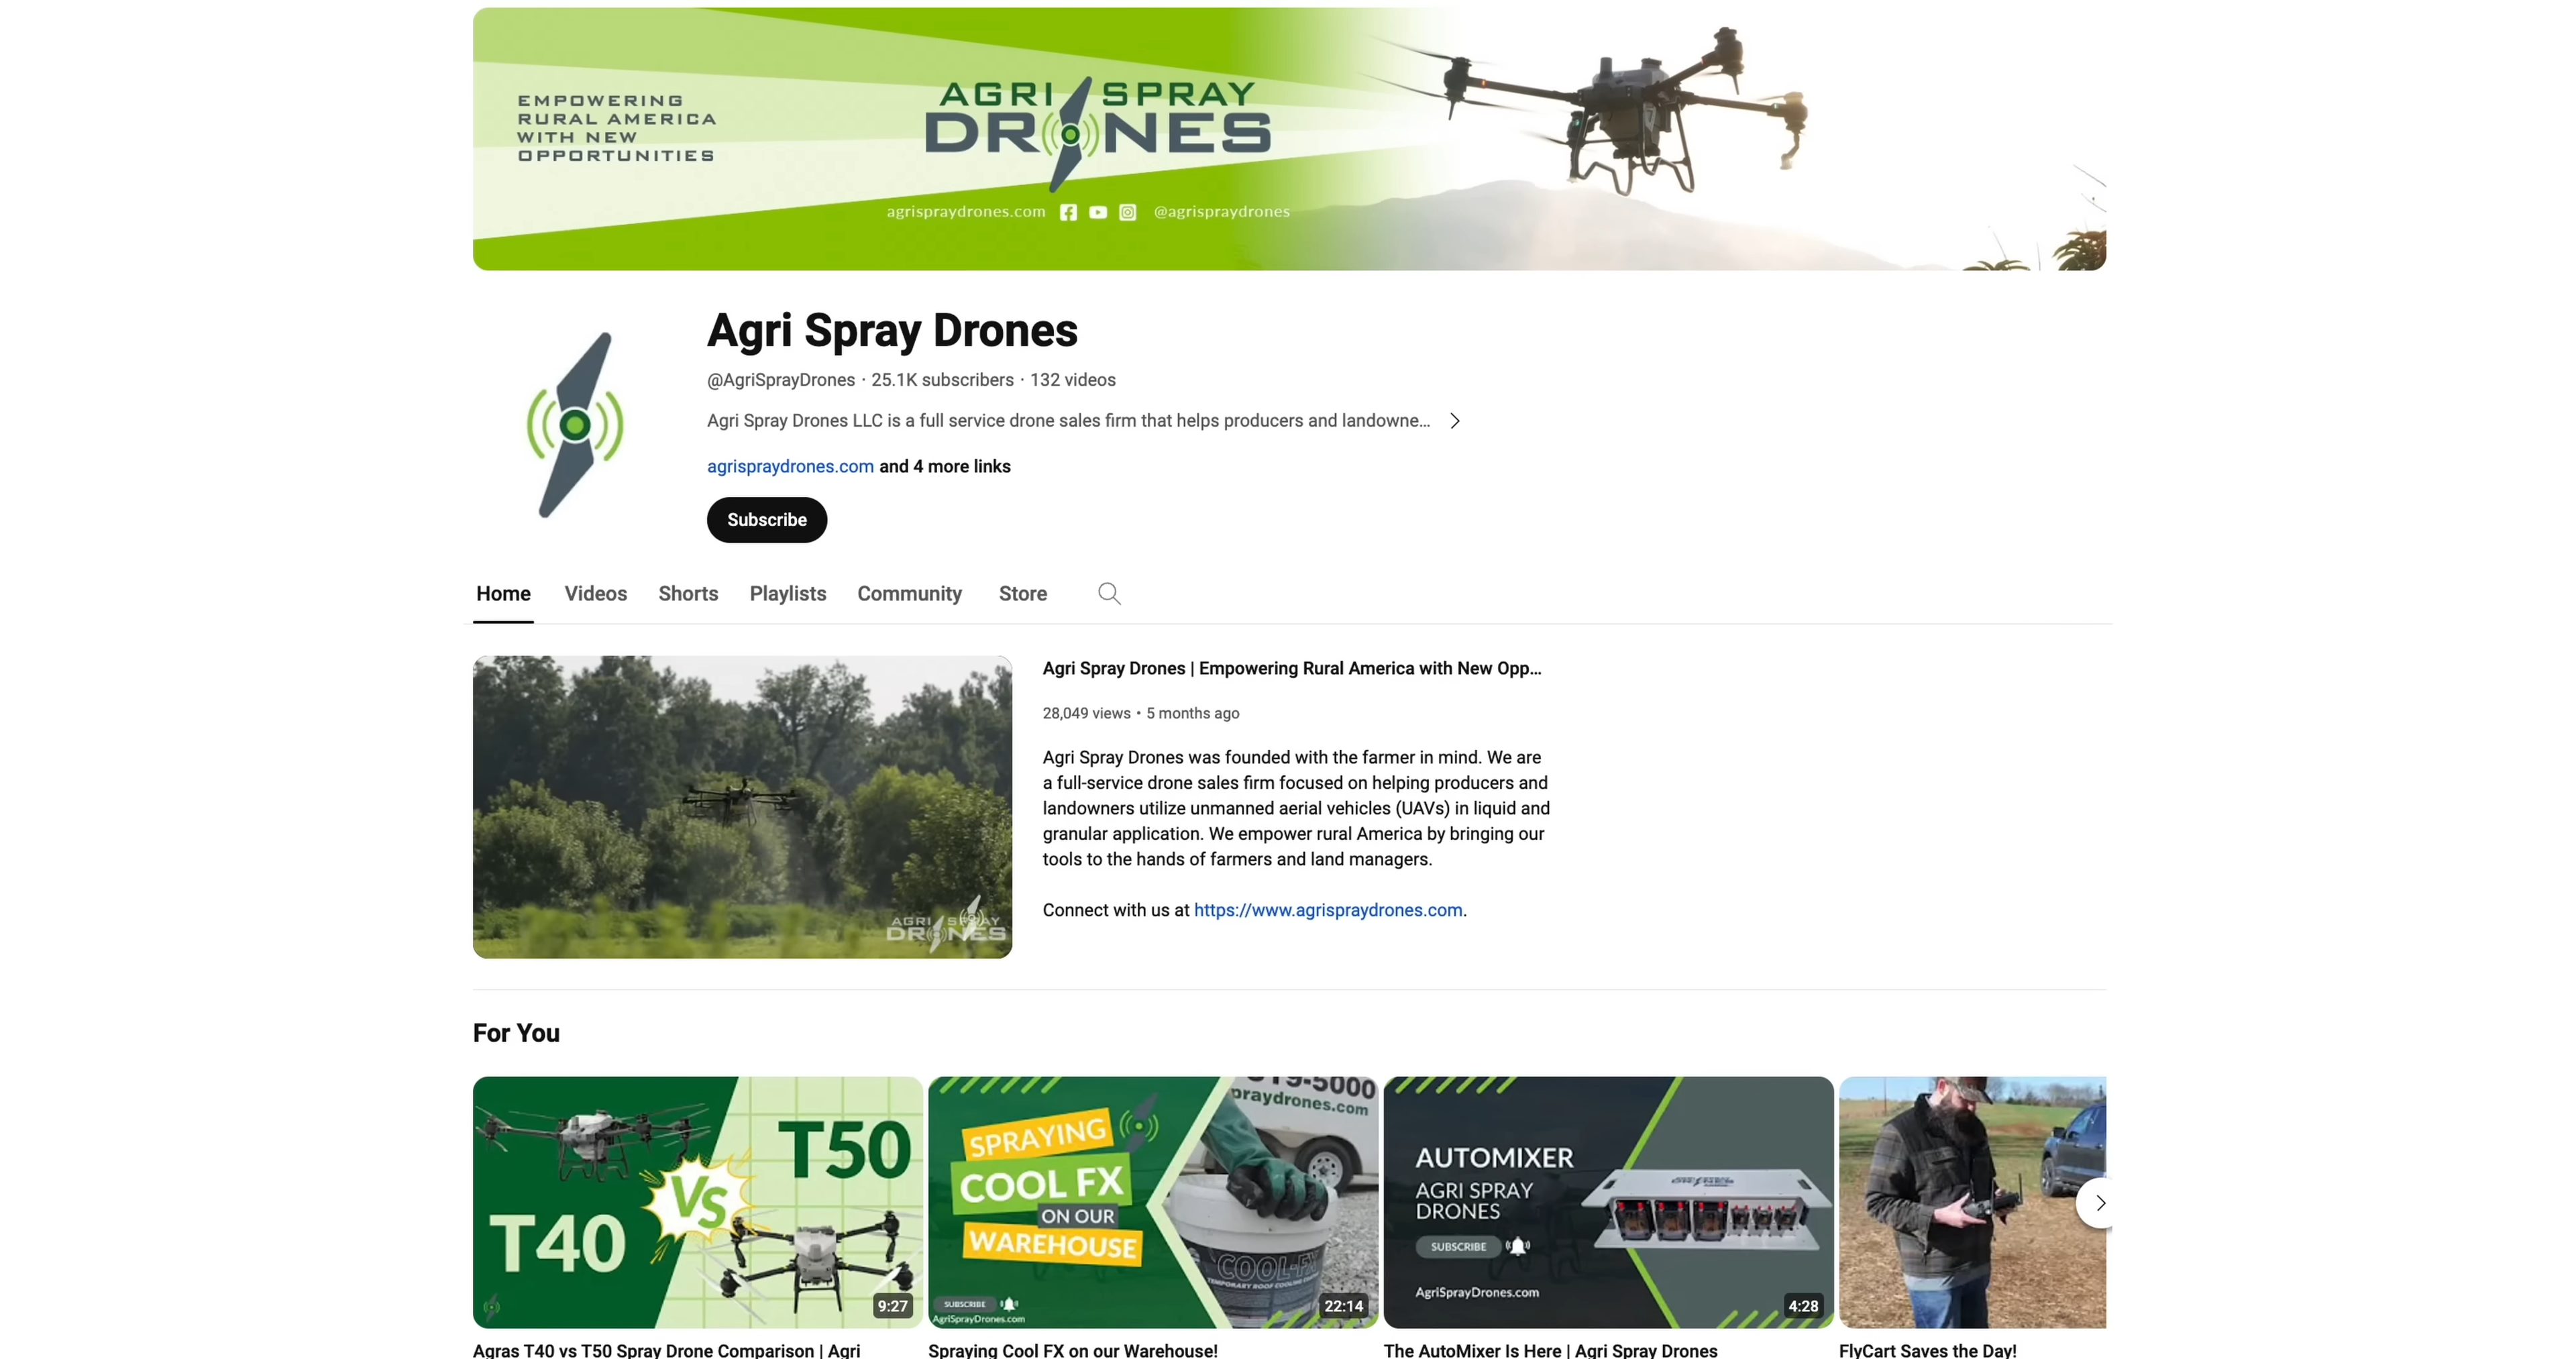 EMPOWERING
RURAL AMERICA
WITH NEW
OPPORTUNITIES
AGRI SPRAY
DRONES
agrispraydrones.com @agrispraydrones
Agri Spray Drones
@AgriSprayDrones · 25.1K subscribers · 132 videos
Agri Spray Drones LLC is a full service drone sales firm that helps producers and landowne...
agrispraydrones.com and 4 more links
Subscribe
Home Videos Shorts Playlists Community Store
AGRI SPRAY
DRONES
Agri Spray Drones | Empowering Rural America with New Opp...
28,049 views • 5 months ago
Agri Spray Drones was founded with the farmer in mind. We are
a full-service drone sales firm focused on helping producers and
landowners utilize unmanned aerial vehicles (UAVs) in liquid and
granular application. We empower rural America by bringing our
tools to the hands of farmers and land managers.
Connect with us at https://www.agrispraydrones.com.
For You
T40
VS
T50
9:27
SPRAYING
COOL FX
ON OUR
WAREHOUSE
SUBSCRIBE
AgriSprayDrones.com
-5000
praydrones.com
COOL-FX
TEMPORARY ROOF COOLING
22:14
AUTOMIXER
AGRI SPRAY
DRONES
SUBSCRIBE
AgriSprayDrones.com
DRONES
4:28
Agras T40 vs T50 Spray Drone Comparison | Agri
Spraying Cool FX on our Warehouse!
The AutoMixer Is Here | Agri Spray Drones
FlyCart Saves the Day!